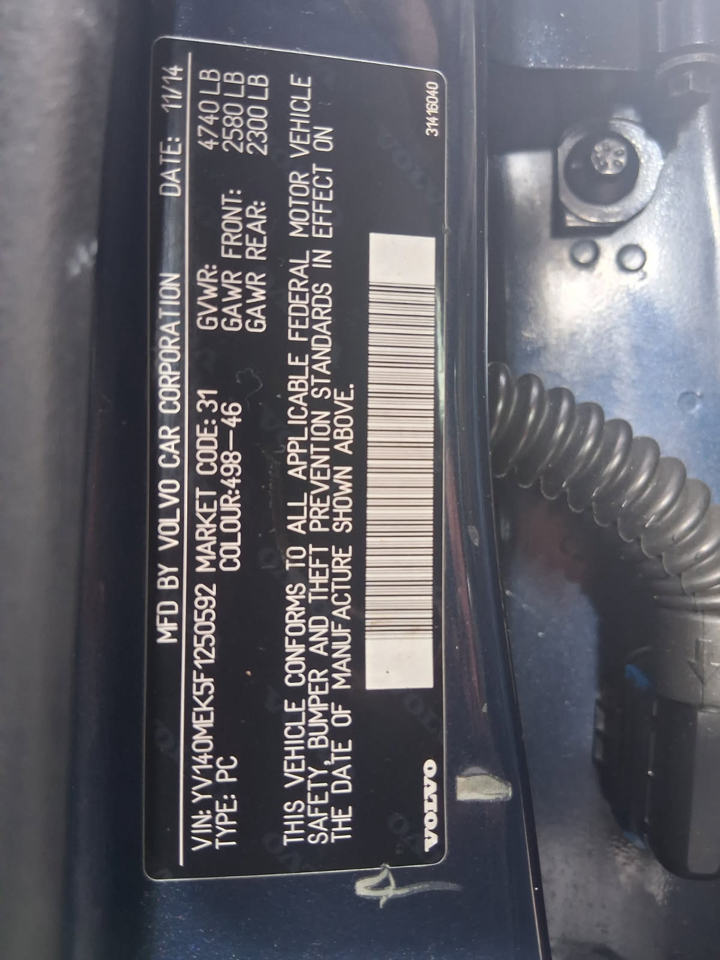 MFD BY VOLVO CAR CORPORATION DATE: 11/14
VIN: YV140MEK5F1250592 MARKET CODE: 31 GVWR: 4740 LB
TYPE: PC COLOUR:498-46 GAWR FRONT: 2580 LB
GAWR REAR: 2300 LB
THIS VEHICLE CONFORMS TO ALL APPLICABLE FEDERAL MOTOR VEHICLE
SAFETY, BUMPER AND THEFT PREVENTION STANDARDS IN EFFECT ON
THE DATE OF MANUFACTURE SHOWN ABOVE.
VOLVO 31416040